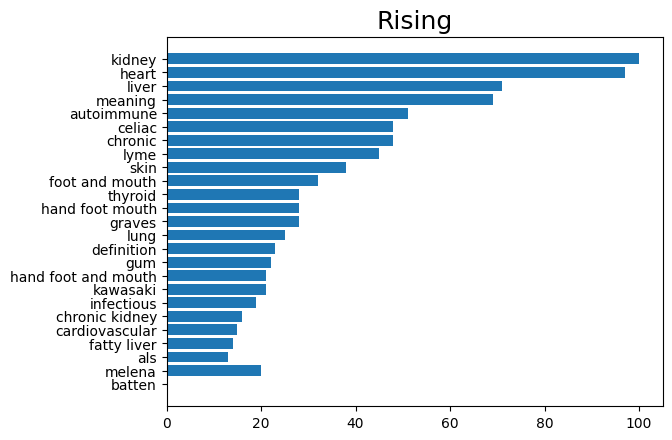 Rising
kidney
heart
liver
meaning
autoimmune
celiac
chronic
lyme
skin
foot and mouth
thyroid
hand foot mouth
graves
lung
definition
gum
hand foot and mouth
kawasaki
infectious
chronic kidney
cardiovascular
fatty liver
als
melena
batten
0 20 40 60 80 100